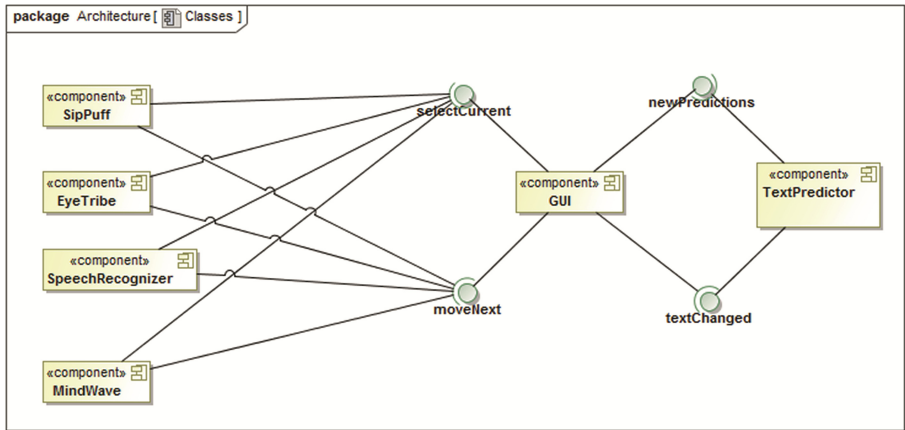 package Architecture [ Classes ]
«component»
SipPuff
selectCurrent
newPredictions
«component»
EyeTribe
«component»
GUI
«component»
TextPredictor
«component»
SpeechRecognizer
moveNext
textChanged
«component»
MindWave